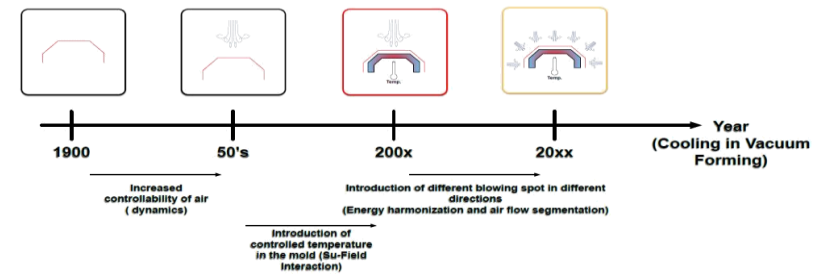 Temp.
Temp.
1900
50's
200x
20xx
Year
(Cooling in Vacuum
Forming)
Increased
controllability of air
( dynamics)
Introduction of
controlled temperature
in the mold (Su-Field
Interaction)
Introduction of different blowing spot in different
directions
(Energy harmonization and air flow segmentation)